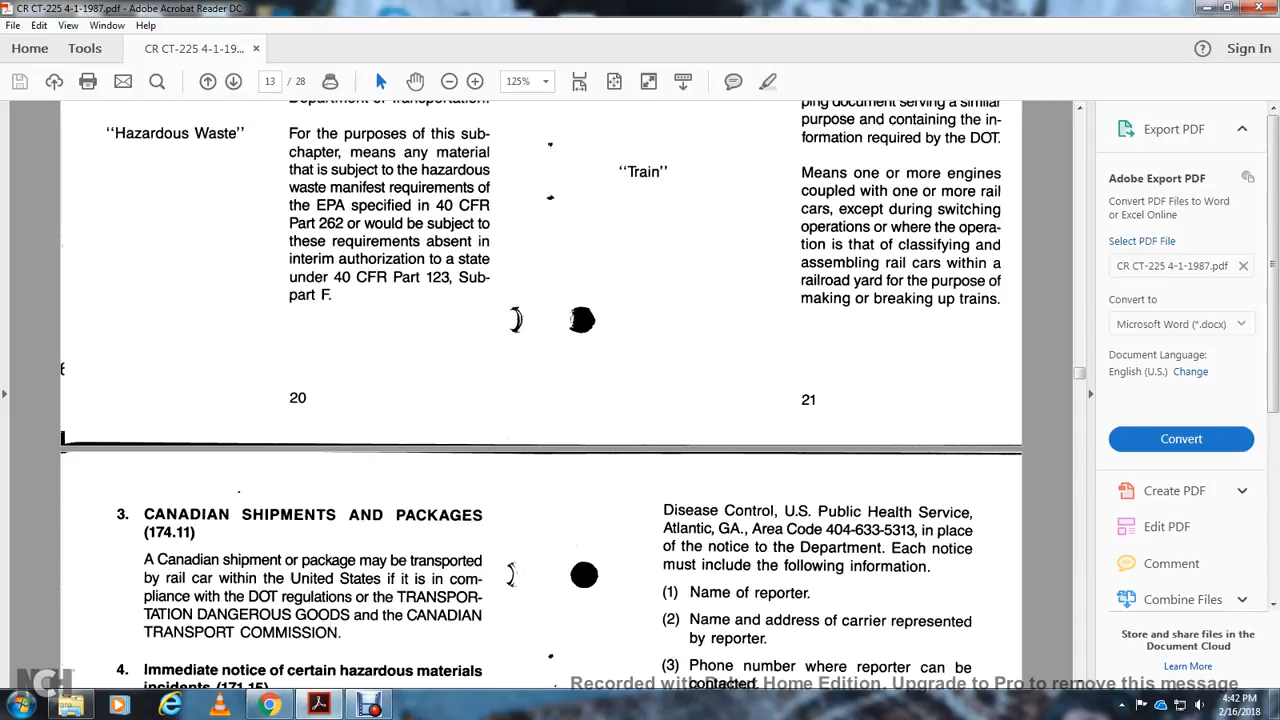 CR CT-225 4-1-1987.pdf - Adobe Acrobat Reader DC
File Edit View Window Help
Home Tools CR CT-225 4-1-19... × Sign In
13 / 28 125%
Department of Transportation.
"Hazardous Waste"
For the purposes of this sub-
chapter, means any material
that is subject to the hazardous
waste manifest requirements of
the EPA specified in 40 CFR
Part 262 or would be subject to
these requirements absent in
interim authorization to a state
under 40 CFR Part 123, Sub-
part F.
20
ping document serving a similar
purpose and containing the in-
formation required by the DOT.
"Train"
Means one or more engines
coupled with one or more rail
cars, except during switching
operations or where the opera-
tion is that of classifying and
assembling rail cars within a
railroad yard for the purpose of
making or breaking up trains.
21
3. CANADIAN SHIPMENTS AND PACKAGES
(174.11)
A Canadian shipment or package may be transported
by rail car within the United States if it is in com-
pliance with the DOT regulations or the TRANSPOR-
TATION DANGEROUS GOODS and the CANADIAN
TRANSPORT COMMISSION.
4. Immediate notice of certain hazardous materials
incidents (171.15)
Disease Control, U.S. Public Health Service,
Atlantic, GA., Area Code 404-633-5313, in place
of the notice to the Department. Each notice
must include the following information.
(1) Name of reporter.
(2) Name and address of carrier represented
by reporter.
(3) Phone number where reporter can be
contacted.
Export PDF
Adobe Export PDF
Convert PDF Files to Word
or Excel Online
Select PDF File
CR CT-225 4-1-1987.pdf
Convert to
Microsoft Word (*.docx)
Document Language:
English (U.S.) Change
Convert
Create PDF
Edit PDF
Comment
Combine Files
Store and share files in the
Document Cloud
Learn More
NCH
Recorded with Debut Home Edition. Upgrade to Pro to remove this message
4:42 PM
2/16/2018